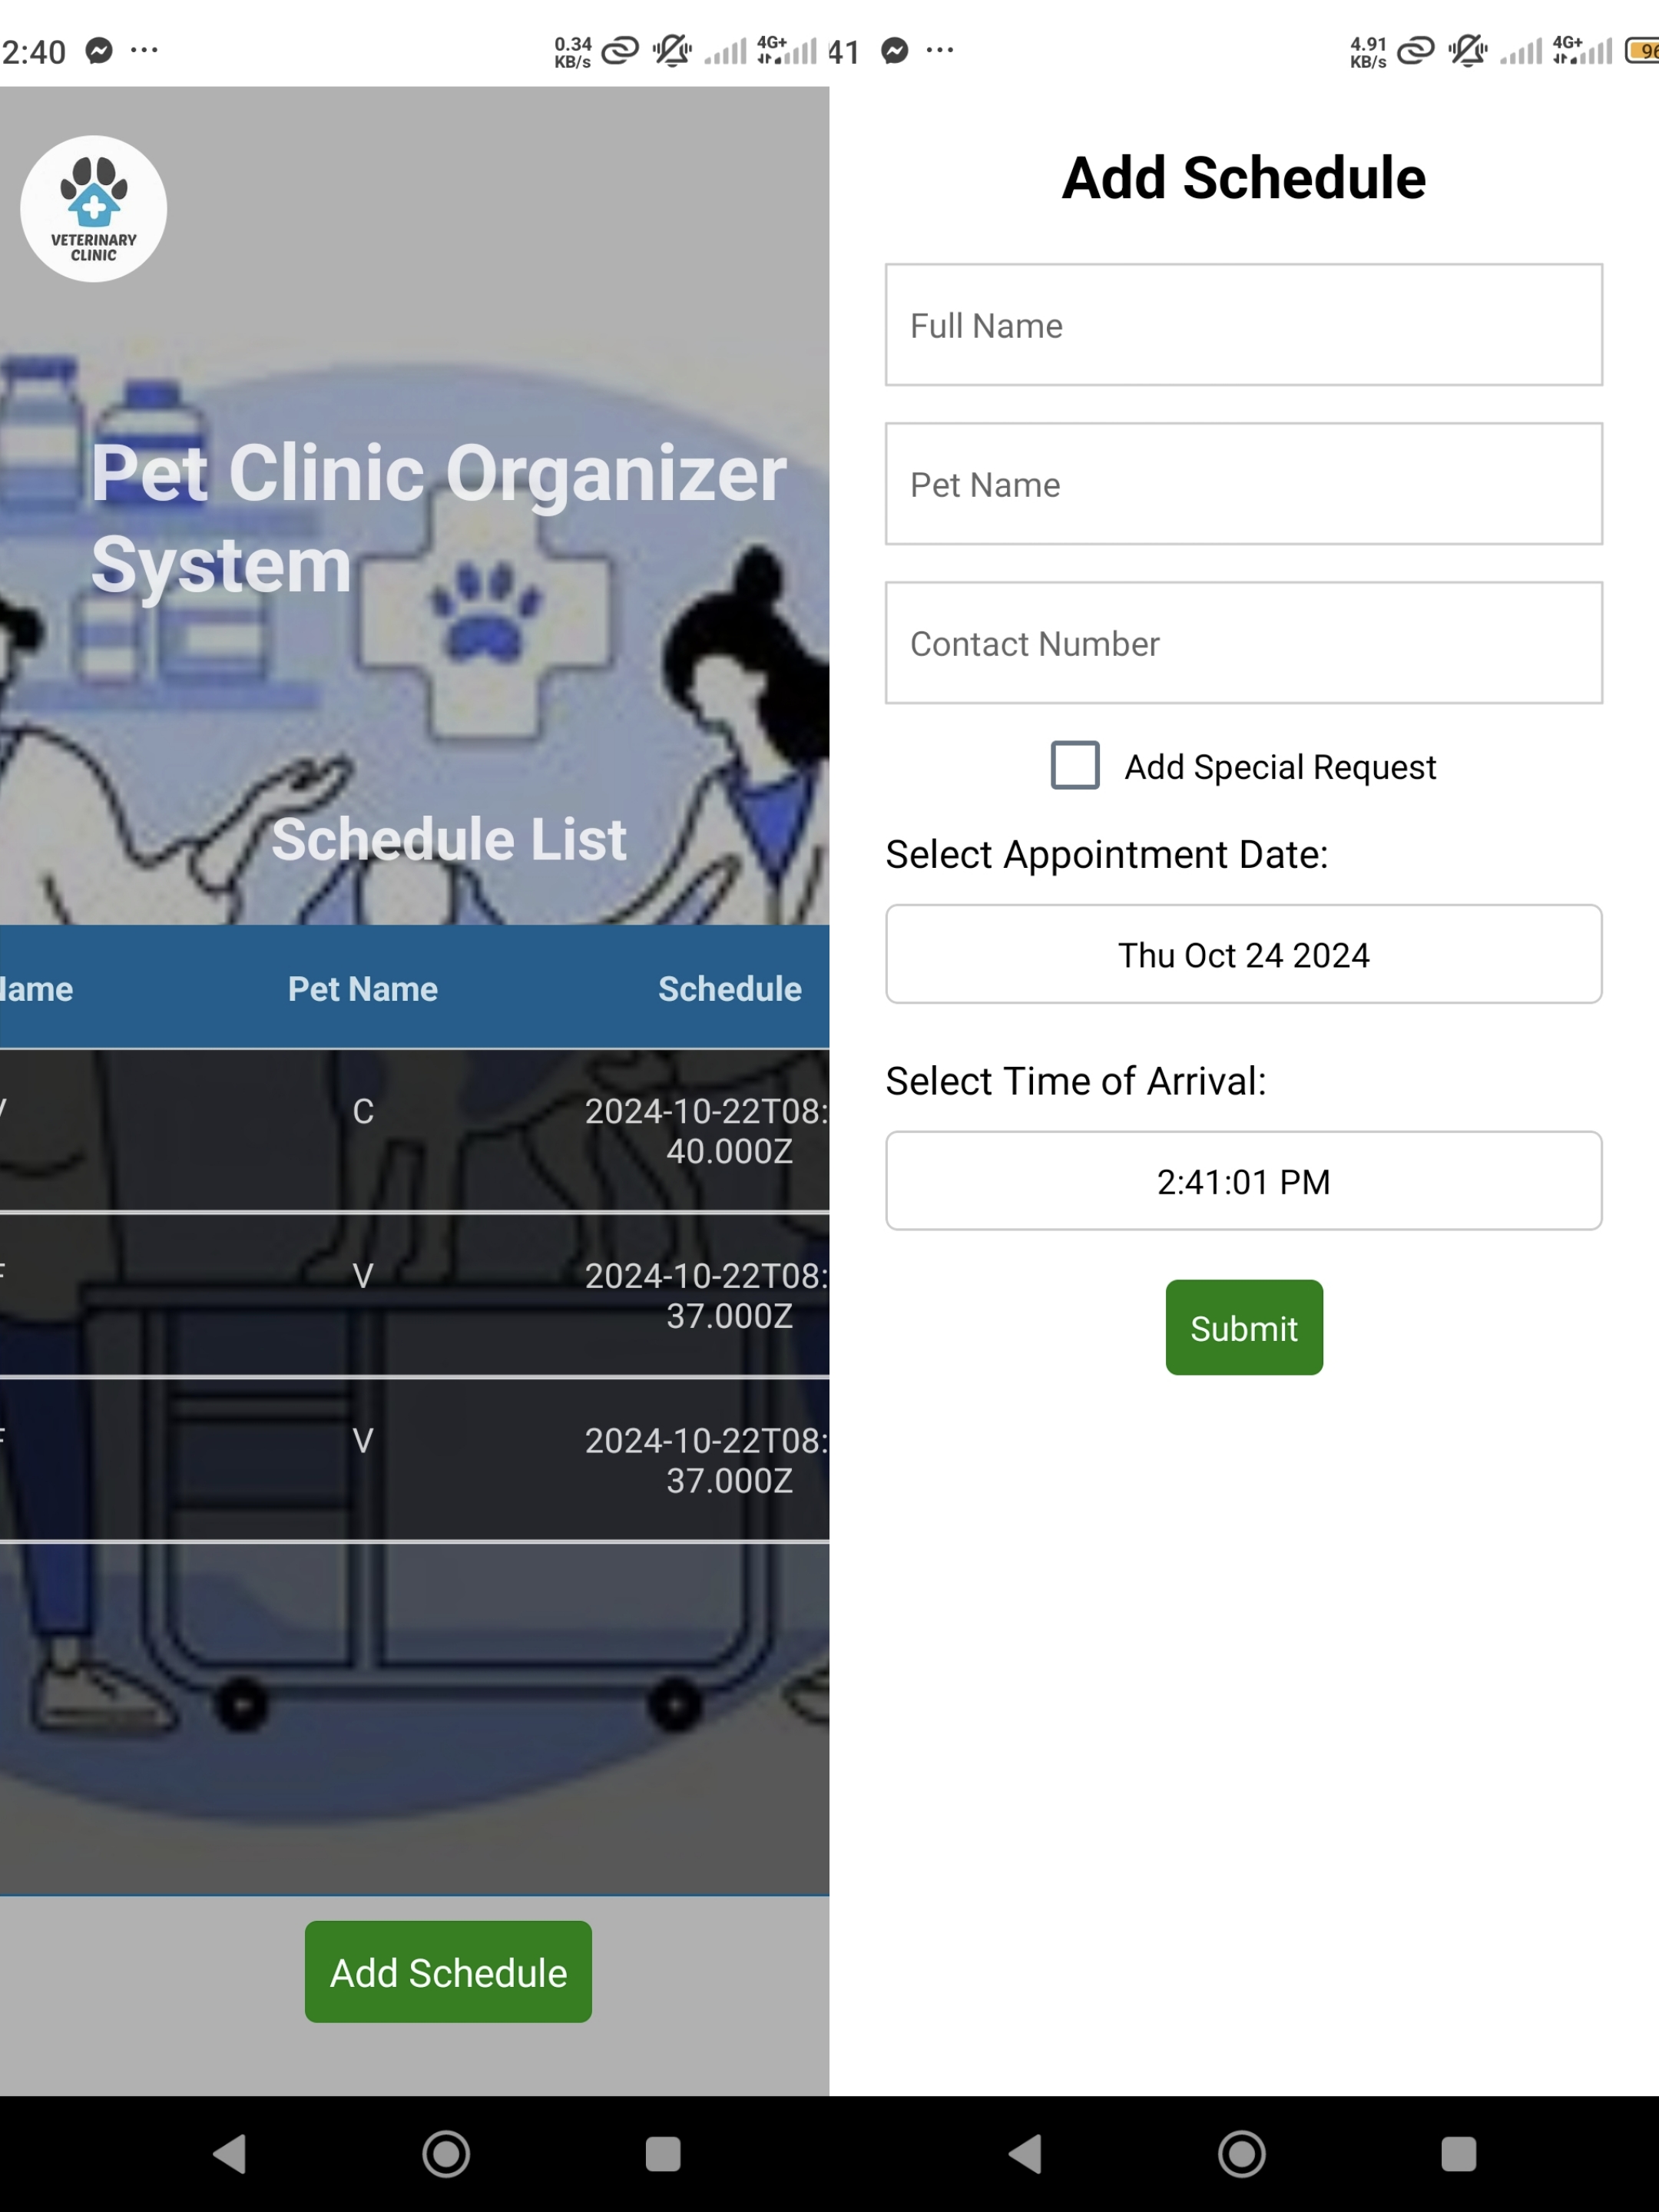 2:40
0.34
KB/s
4G+
VETERINARY
CLINIC
Pet Clinic Organizer
System
Schedule List
Name Pet Name Schedule
C 2024-10-22T08:
40.000Z
F V 2024-10-22T08:
37.000Z
F V 2024-10-22T08:
37.000Z
Add Schedule
41
4.91
KB/s
4G+
96
Add Schedule
Full Name
Pet Name
Contact Number
Add Special Request
Select Appointment Date:
Thu Oct 24 2024
Select Time of Arrival:
2:41:01 PM
Submit